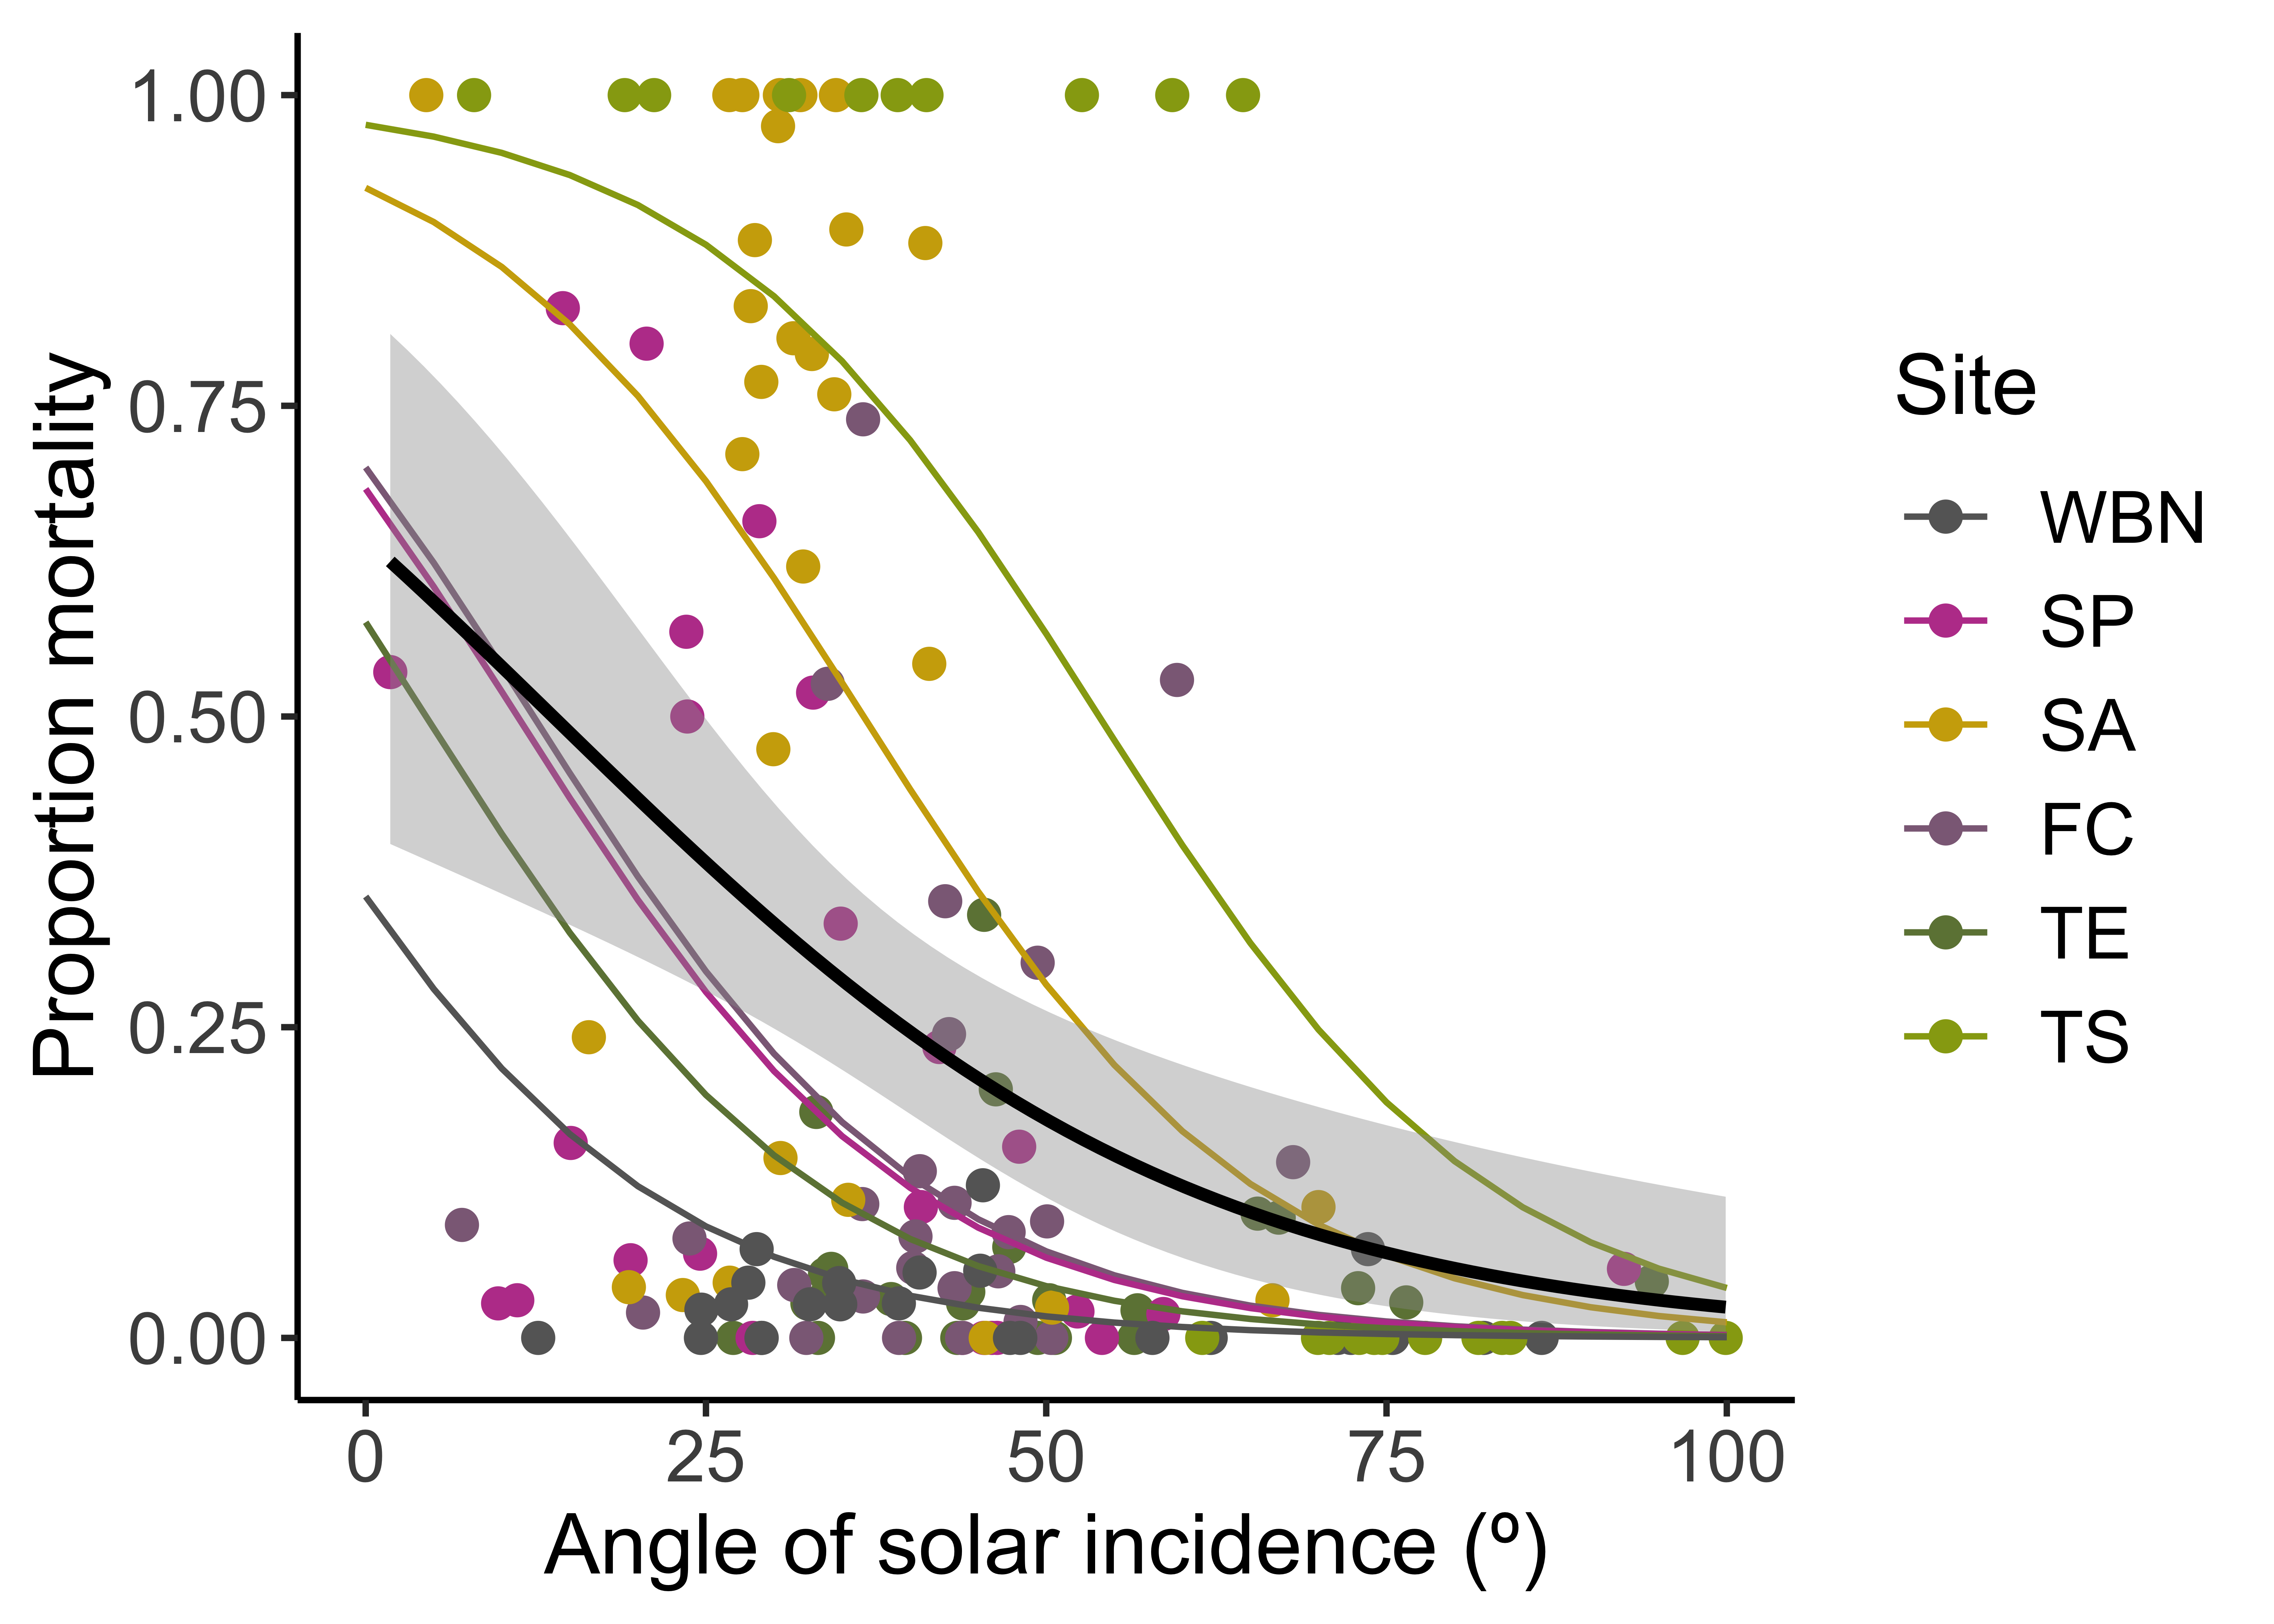 Proportion mortality
1.00
0.75
0.50
0.25
0.00
0 25 50 75 100
Angle of solar incidence (º)
Site
WBN
SP
SA
FC
TE
TS